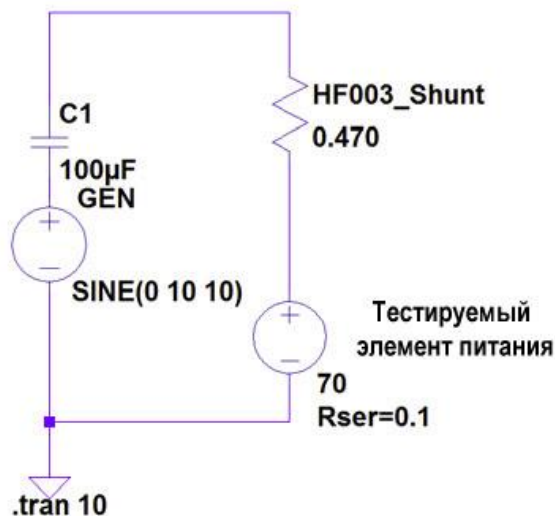 HF003_Shunt
0.470
C1
100µF
GEN
SINE(0 10 10)
Тестируемый
элемент питания
70
Rser=0.1
.tran 10